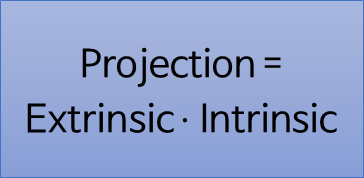 Projection =
Extrinsic · Intrinsic